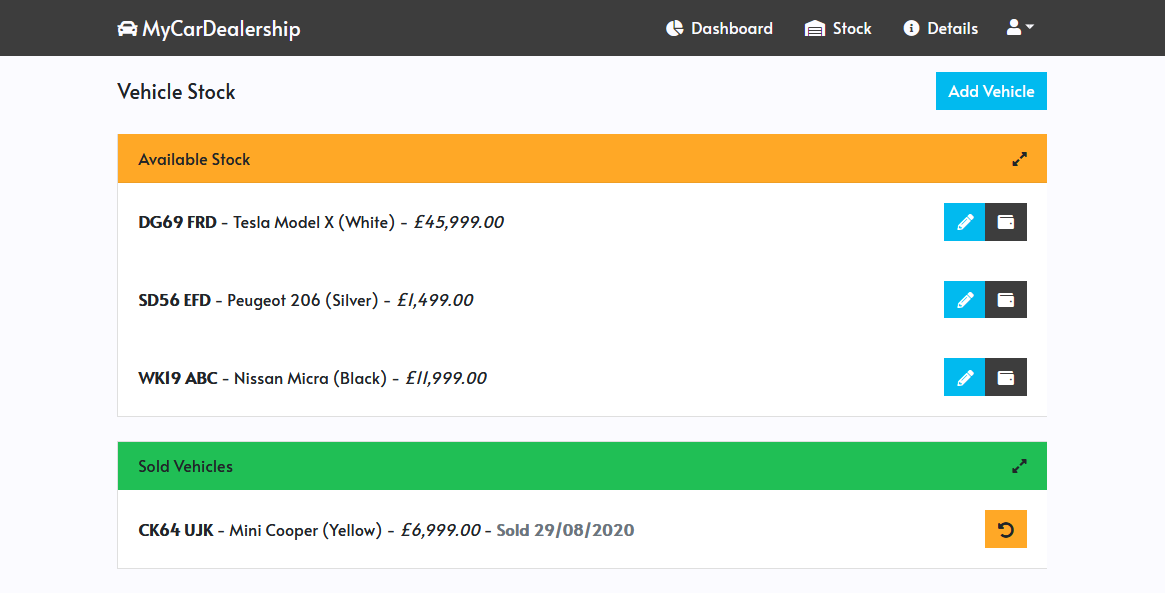 MyCarDealership Dashboard Stock Details
Vehicle Stock Add Vehicle
Available Stock
DG69 FRD - Tesla Model X (White) - £45,999.00
SD56 EFD - Peugeot 206 (Silver) - £1,499.00
WK19 ABC - Nissan Micra (Black) - £11,999.00
Sold Vehicles
CK64 UJK - Mini Cooper (Yellow) - £6,999.00 - Sold 29/08/2020